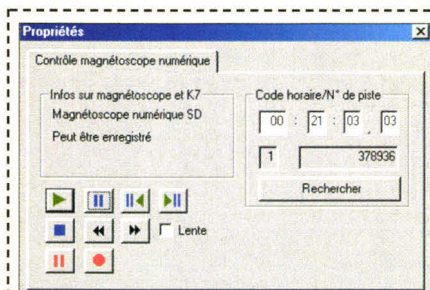 Propriétés
Contrôle magnétoscope numérique
Infos sur magnétoscope et K7
Magnétoscope numérique SD
Peut être enregistré
Code horaire/N° de piste
00 : 21 : 03 , 03
1 378936
Rechercher
Lente